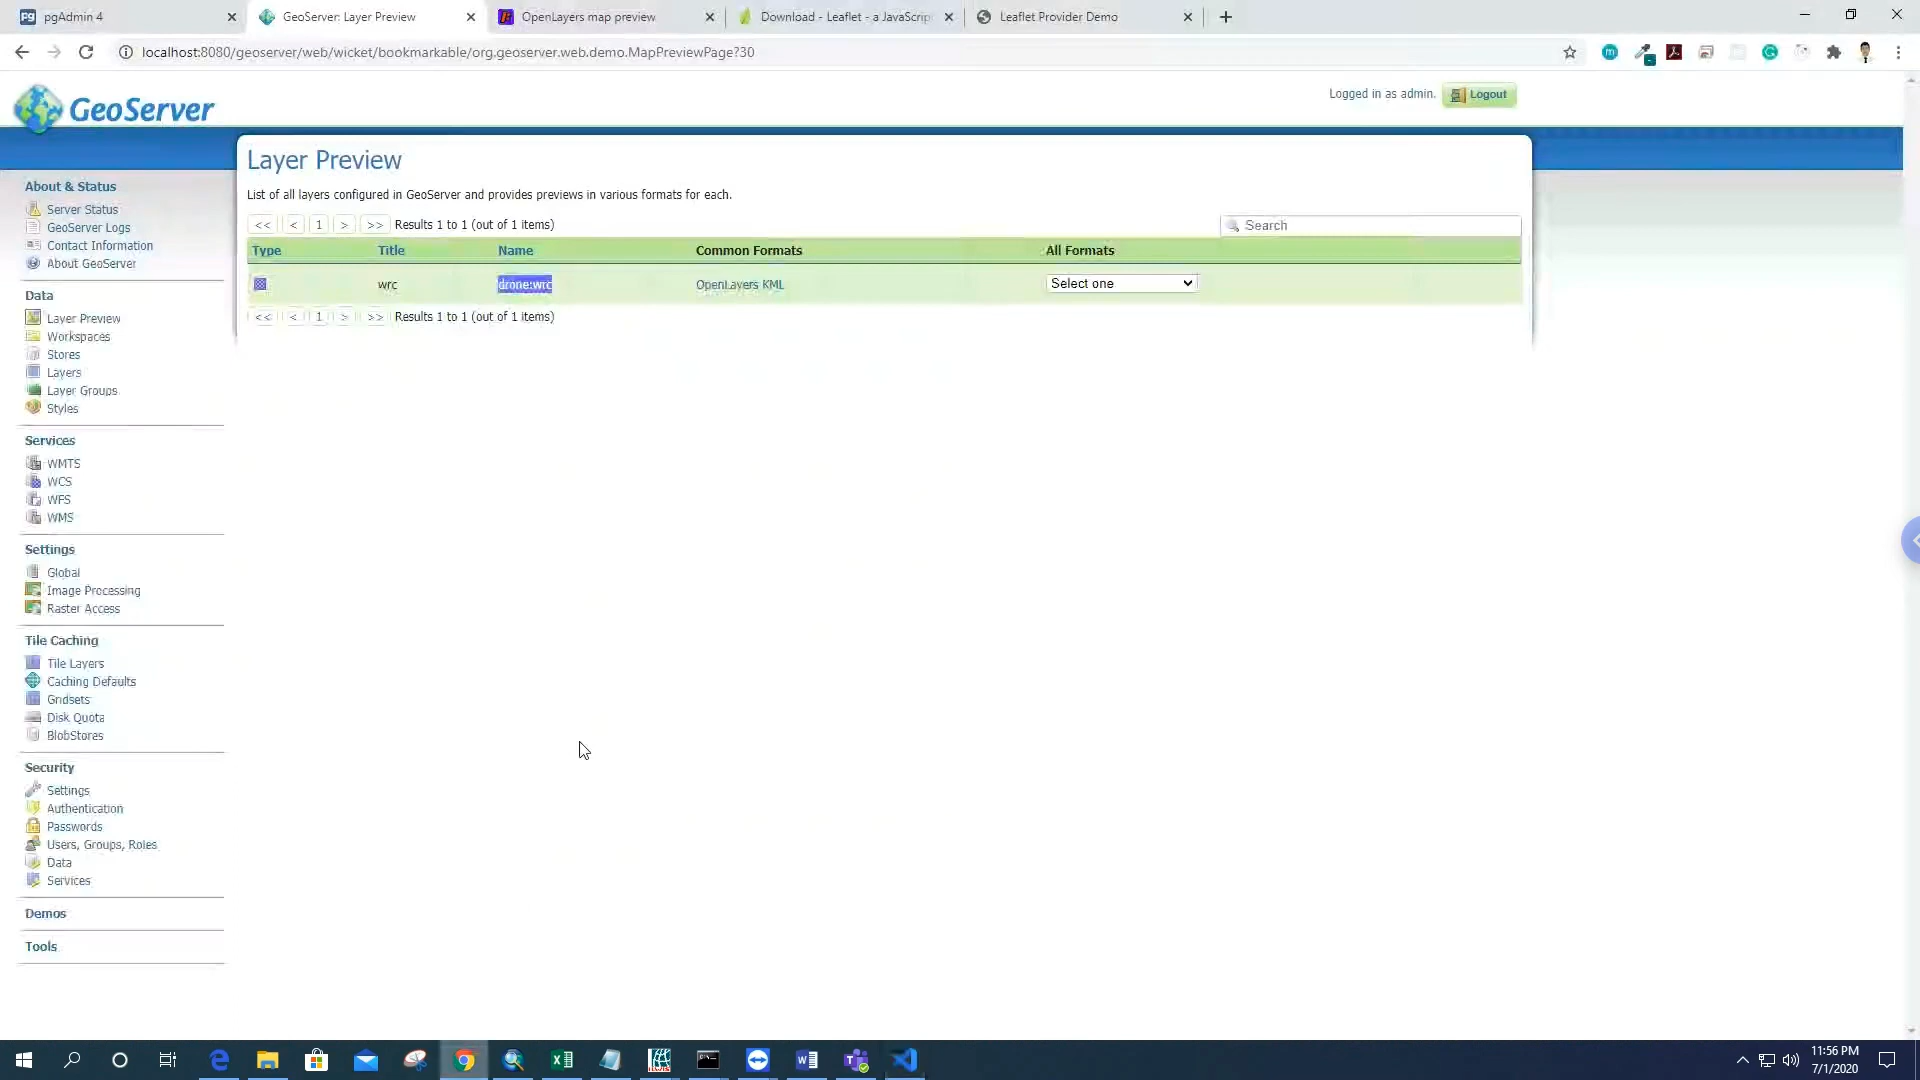 pgAdmin 4
GeoServer: Layer Preview
OpenLayers map preview
Download - Leaflet - a JavaScrip
Leaflet Provider Demo
localhost:8080/geoserver/web/wicket/bookmarkable/org.geoserver.web.demo.MapPreviewPage?30
GeoServer
Logged in as admin. Logout
Layer Preview
List of all layers configured in GeoServer and provides previews in various formats for each.
<< < 1 > >> Results 1 to 1 (out of 1 items)
Search
Type Title Name Common Formats All Formats
wrc drone:wrc OpenLayers KML Select one
<< < 1 > >> Results 1 to 1 (out of 1 items)
About & Status
Server Status
GeoServer Logs
Contact Information
About GeoServer
Data
Layer Preview
Workspaces
Stores
Layers
Layer Groups
Styles
Services
WMTS
WCS
WFS
WMS
Settings
Global
Image Processing
Raster Access
Tile Caching
Tile Layers
Caching Defaults
Gridsets
Disk Quota
BlobStores
Security
Settings
Authentication
Passwords
Users, Groups, Roles
Data
Services
Demos
Tools
11:56 PM
7/1/2020